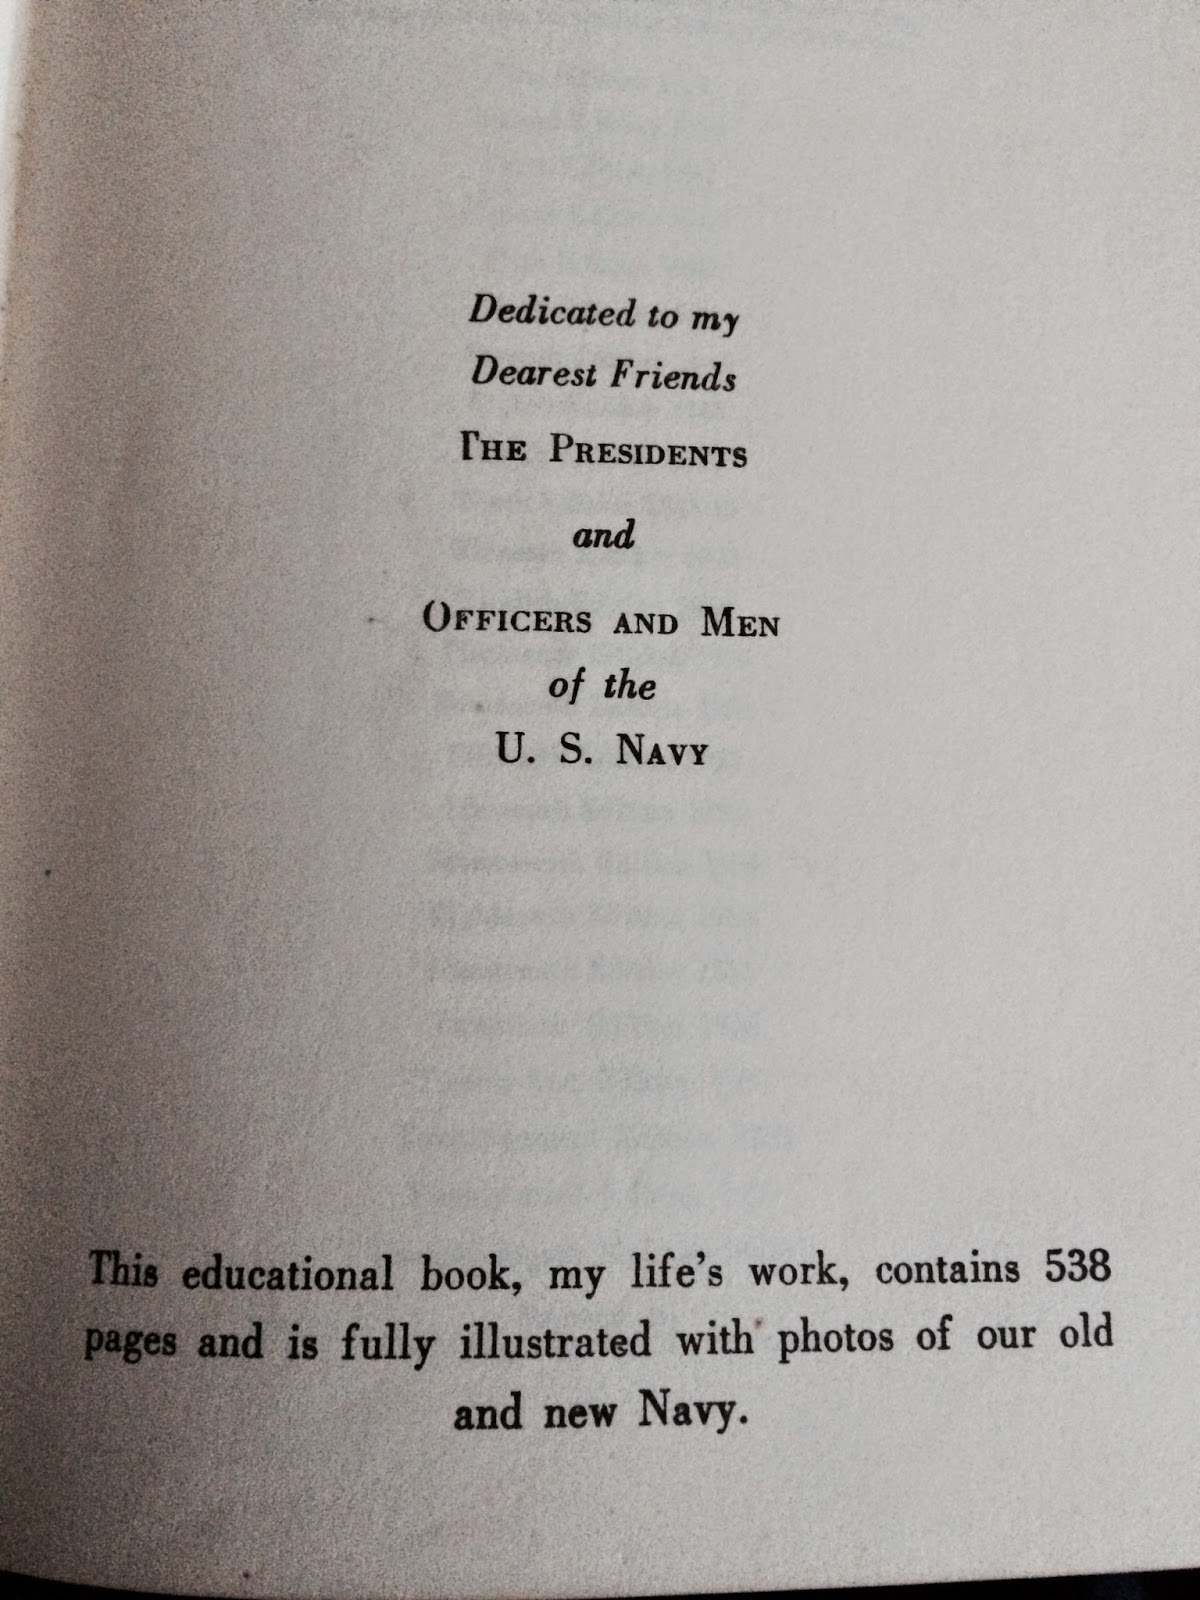 Dedicated to my
Dearest Friends
THE PRESIDENTS
and
OFFICERS AND MEN
of the
U. S. NAVY
This educational book, my life's work, contains 538
pages and is fully illustrated with photos of our old
and new Navy.